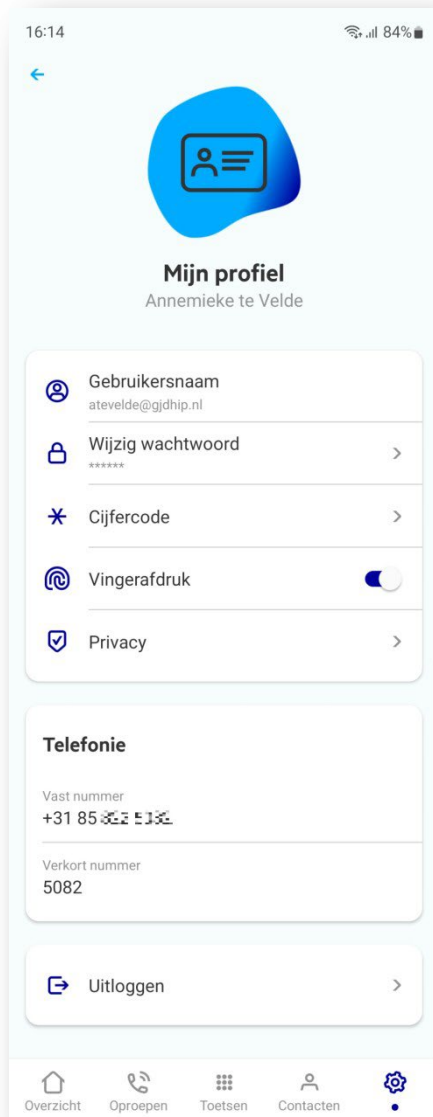 16:14
84%
Mijn profiel
Annemieke te Velde
Gebruikersnaam
atevelde@gjdhip.nl
Wijzig wachtwoord
******
Cijfercode
Vingerafdruk
Privacy
Telefonie
Vast nummer
+31 85
Verkort nummer
5082
Uitloggen
Overzicht Oproepen Toetsen Contacten